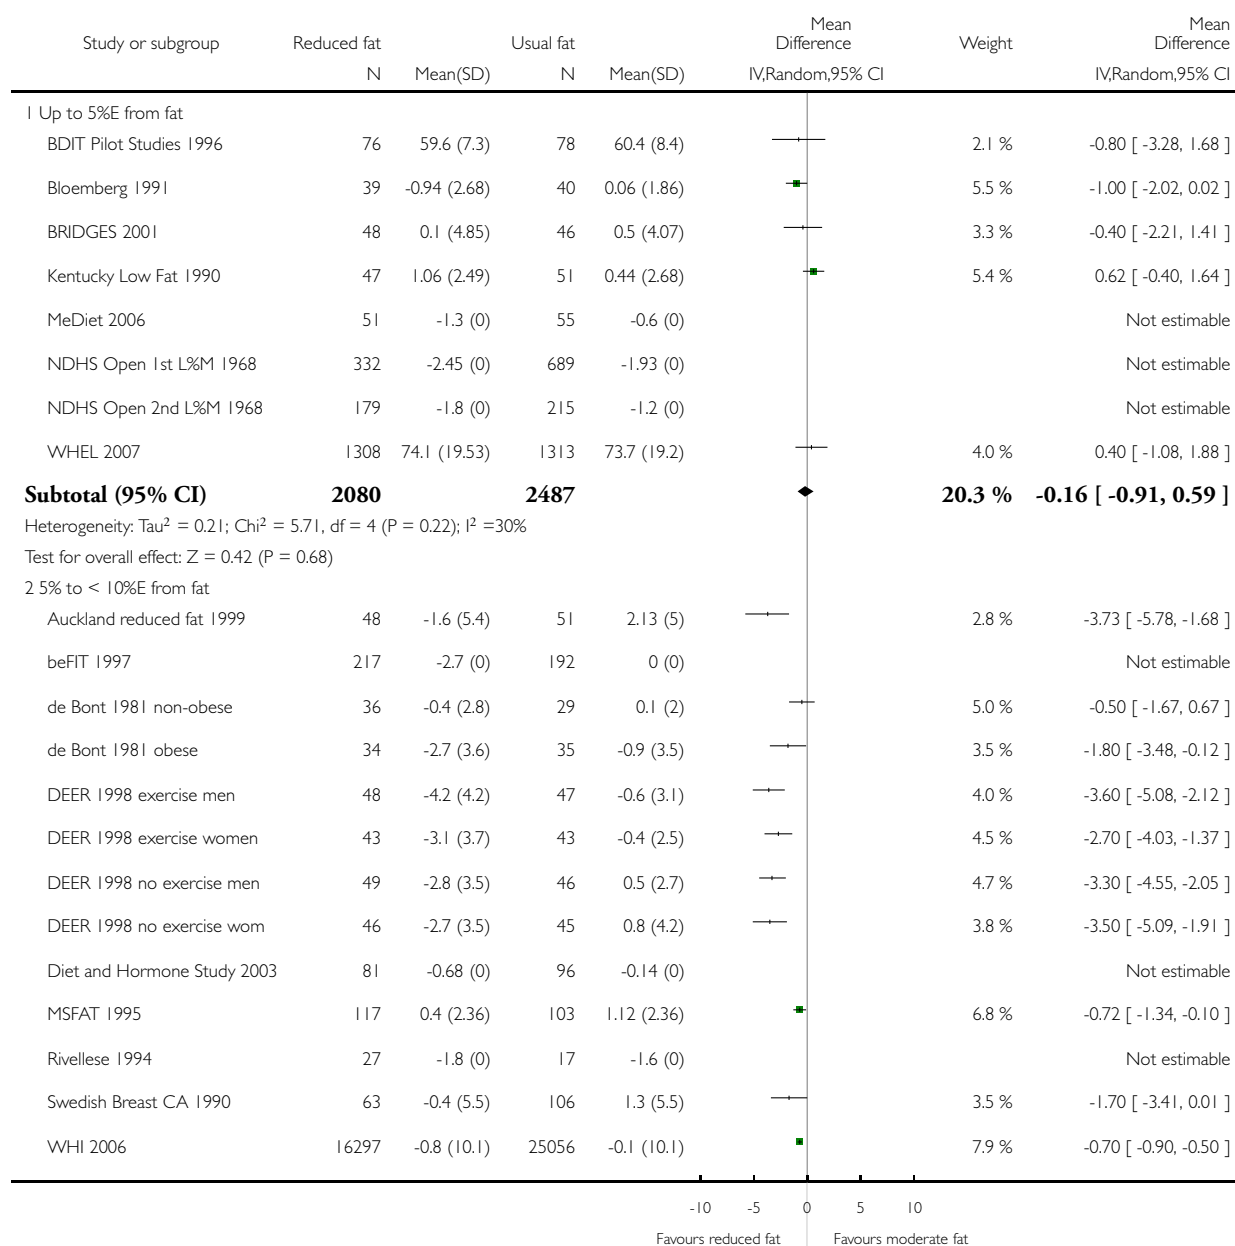 Study or subgroup Reduced fat Usual fat Mean Difference Weight Mean Difference
N Mean(SD) N Mean(SD) IV,Random,95% CI IV,Random,95% CI
1 Up to 5%E from fat
BDIT Pilot Studies 1996 76 59.6 (7.3) 78 60.4 (8.4) 2.1 % -0.80 [ -3.28, 1.68 ]
Bloemberg 1991 39 -0.94 (2.68) 40 0.06 (1.86) 5.5 % -1.00 [ -2.02, 0.02 ]
BRIDGES 2001 48 0.1 (4.85) 46 0.5 (4.07) 3.3 % -0.40 [ -2.21, 1.41 ]
Kentucky Low Fat 1990 47 1.06 (2.49) 51 0.44 (2.68) 5.4 % 0.62 [ -0.40, 1.64 ]
MeDiet 2006 51 -1.3 (0) 55 -0.6 (0) Not estimable
NDHS Open 1st L%M 1968 332 -2.45 (0) 689 -1.93 (0) Not estimable
NDHS Open 2nd L%M 1968 179 -1.8 (0) 215 -1.2 (0) Not estimable
WHEL 2007 1308 74.1 (19.53) 1313 73.7 (19.2) 4.0 % 0.40 [ -1.08, 1.88 ]
Subtotal (95% CI) 2080 2487 20.3 % -0.16 [ -0.91, 0.59 ]
Heterogeneity: Tau² = 0.21; Chi² = 5.71, df = 4 (P = 0.22); I² =30%
Test for overall effect: Z = 0.42 (P = 0.68)
2 5% to < 10%E from fat
Auckland reduced fat 1999 48 -1.6 (5.4) 51 2.13 (5) 2.8 % -3.73 [ -5.78, -1.68 ]
beFIT 1997 217 -2.7 (0) 192 0 (0) Not estimable
de Bont 1981 non-obese 36 -0.4 (2.8) 29 0.1 (2) 5.0 % -0.50 [ -1.67, 0.67 ]
de Bont 1981 obese 34 -2.7 (3.6) 35 -0.9 (3.5) 3.5 % -1.80 [ -3.48, -0.12 ]
DEER 1998 exercise men 48 -4.2 (4.2) 47 -0.6 (3.1) 4.0 % -3.60 [ -5.08, -2.12 ]
DEER 1998 exercise women 43 -3.1 (3.7) 43 -0.4 (2.5) 4.5 % -2.70 [ -4.03, -1.37 ]
DEER 1998 no exercise men 49 -2.8 (3.5) 46 0.5 (2.7) 4.7 % -3.30 [ -4.55, -2.05 ]
DEER 1998 no exercise wom 46 -2.7 (3.5) 45 0.8 (4.2) 3.8 % -3.50 [ -5.09, -1.91 ]
Diet and Hormone Study 2003 81 -0.68 (0) 96 -0.14 (0) Not estimable
MSFAT 1995 117 0.4 (2.36) 103 1.12 (2.36) 6.8 % -0.72 [ -1.34, -0.10 ]
Rivellese 1994 27 -1.8 (0) 17 -1.6 (0) Not estimable
Swedish Breast CA 1990 63 -0.4 (5.5) 106 1.3 (5.5) 3.5 % -1.70 [ -3.41, 0.01 ]
WHI 2006 16297 -0.8 (10.1) 25056 -0.1 (10.1) 7.9 % -0.70 [ -0.90, -0.50 ]
-10 -5 0 5 10
Favours reduced fat Favours moderate fat